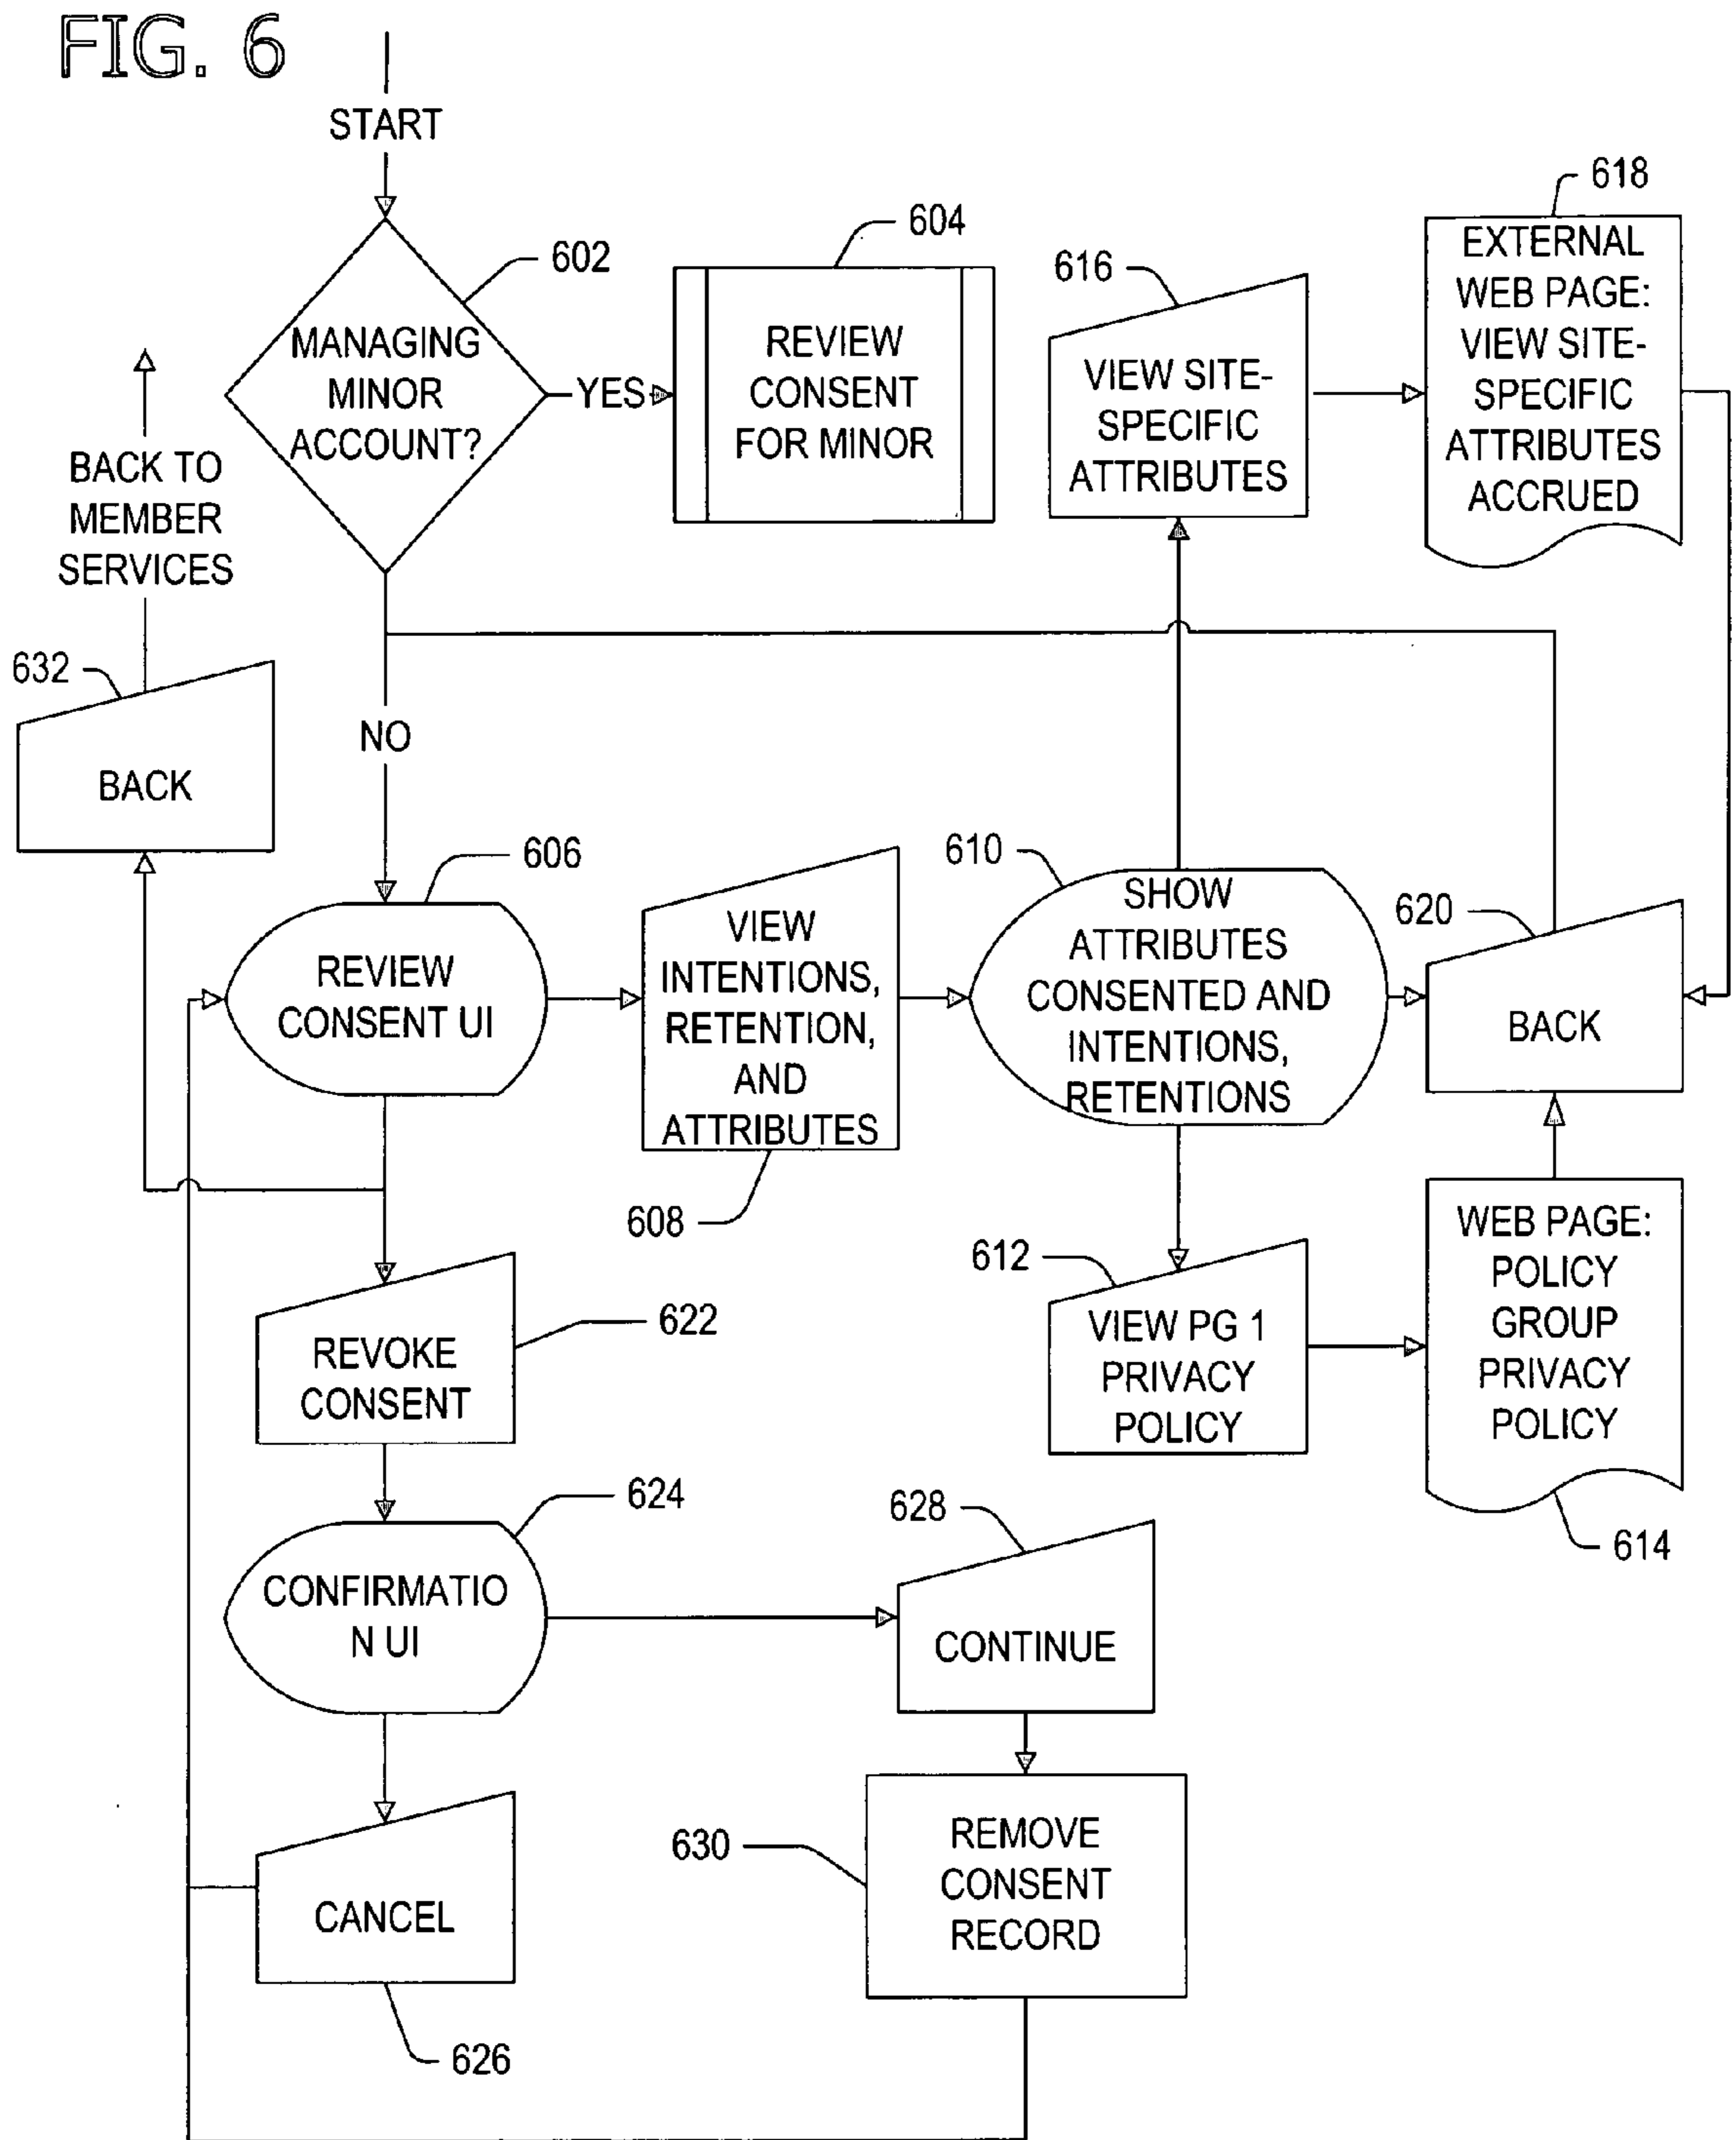 FIG. 6
START
602
MANAGING
MINOR
ACCOUNT?
YES
604
REVIEW
CONSENT
FOR MINOR
616
VIEW SITE-
SPECIFIC
ATTRIBUTES
618
EXTERNAL
WEB PAGE:
VIEW SITE-
SPECIFIC
ATTRIBUTES
ACCRUED
BACK TO
MEMBER
SERVICES
632
BACK
NO
606
REVIEW
CONSENT UI
VIEW
INTENTIONS,
RETENTION,
AND
ATTRIBUTES
608
610
SHOW
ATTRIBUTES
CONSENTED AND
INTENTIONS,
RETENTIONS
620
BACK
612
VIEW PG 1
PRIVACY
POLICY
WEB PAGE:
POLICY
GROUP
PRIVACY
POLICY
614
622
REVOKE
CONSENT
624
CONFIRMATIO
N UI
628
CONTINUE
630
REMOVE
CONSENT
RECORD
CANCEL
626